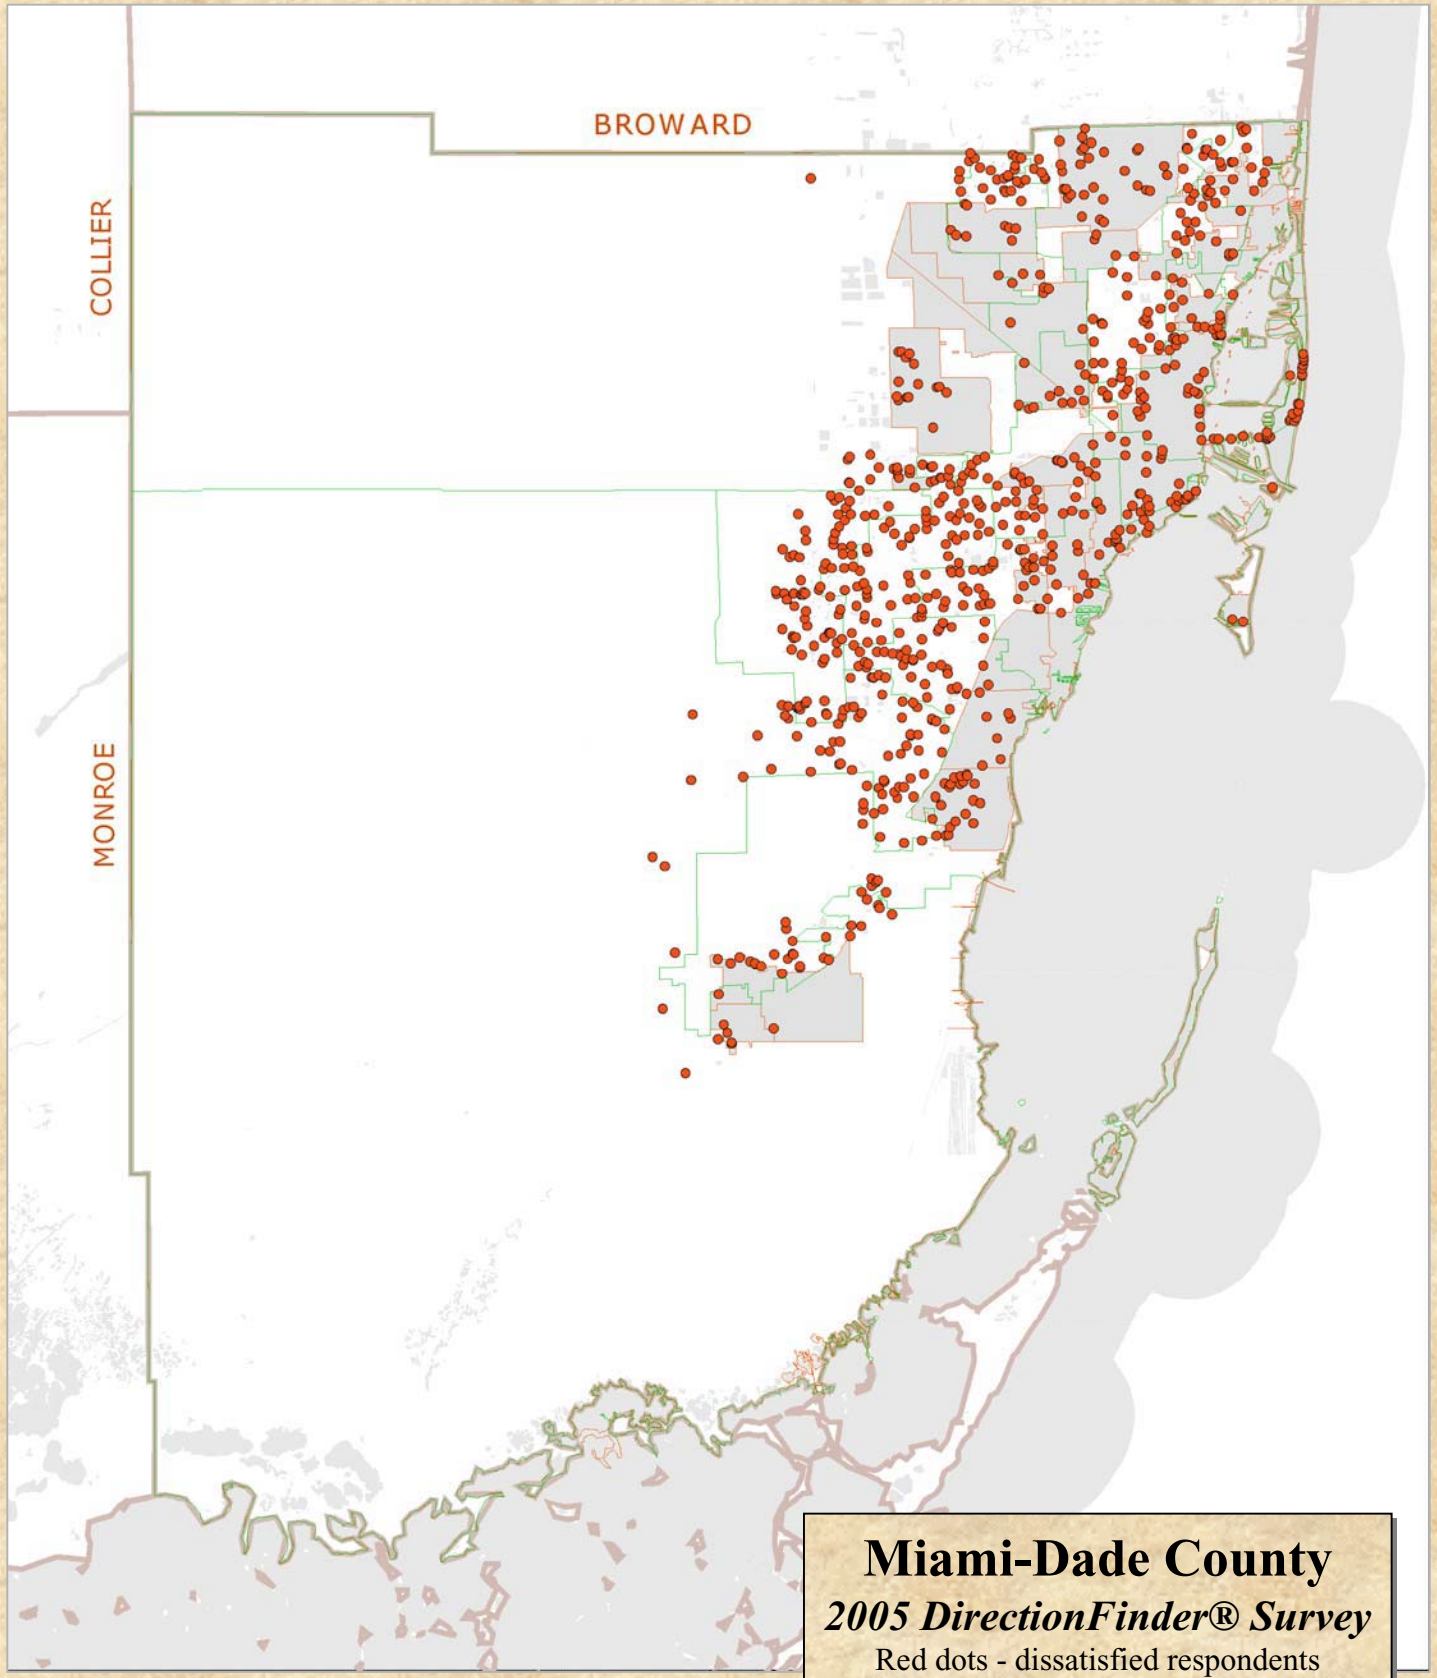 BROWARD
COLLIER
MONROE
Miami-Dade County
2005 DirectionFinder® Survey
Red dots - dissatisfied respondents